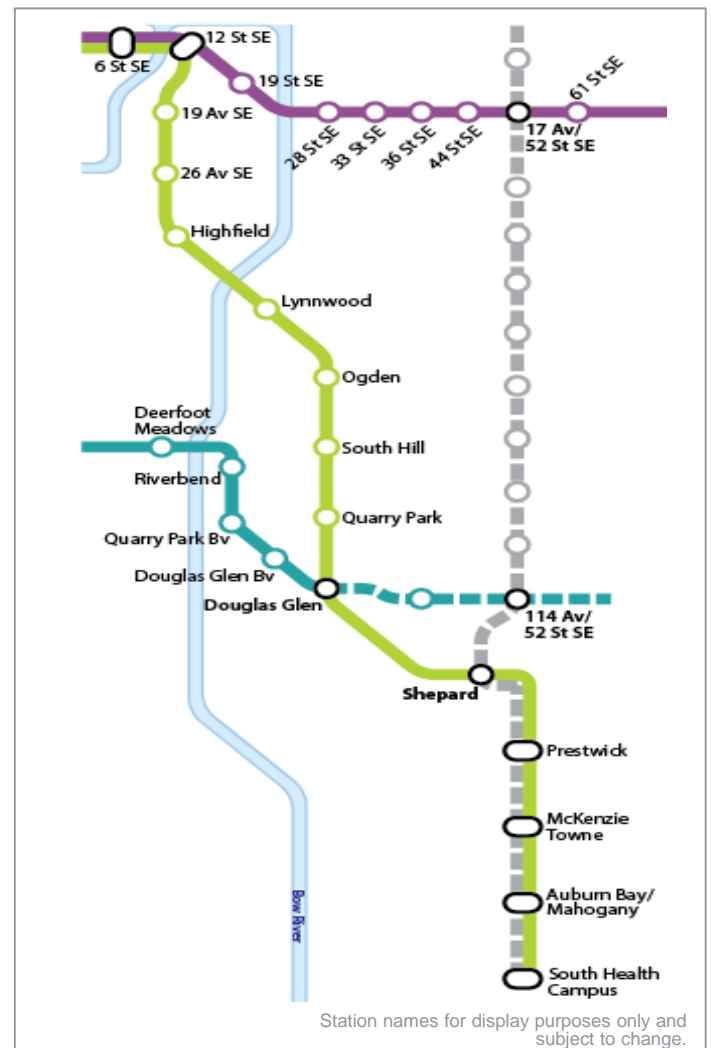 12 St SE
6 St SE
19 St SE
61 St SE
19 Av SE
28 St SE
33 St SE
36 St SE
44 St SE
17 Av/
52 St SE
26 Av SE
Highfield
Lynnwood
Ogden
Deerfoot
Meadows
South Hill
Riverbend
Quarry Park
Quarry Park Bv
Douglas Glen Bv
Douglas Glen
114 Av/
52 St SE
Shepard
Prestwick
McKenzie
Towne
Auburn Bay/
Mahogany
Bow River
South Health
Campus
Station names for display purposes only and
subject to change.